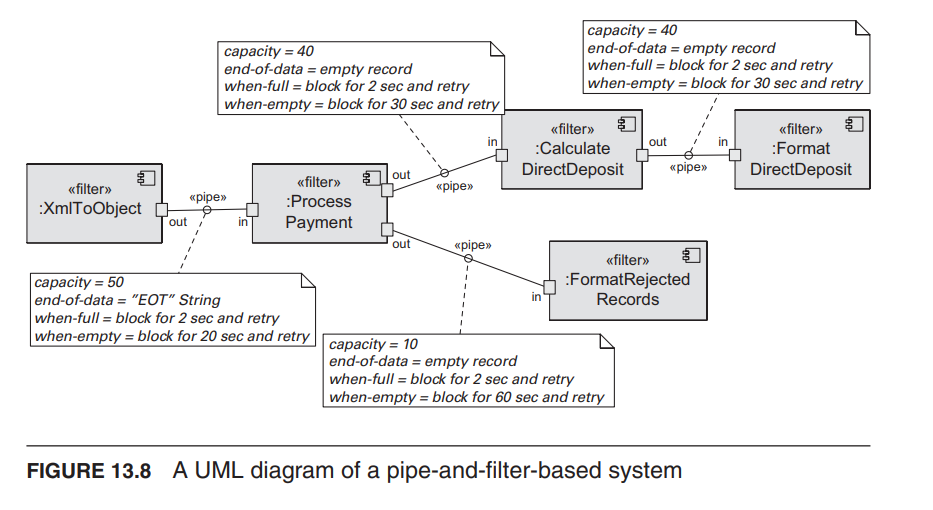 capacity = 40
end-of-data = empty record
when-full = block for 2 sec and retry
when-empty = block for 30 sec and retry
capacity = 40
end-of-data = empty record
when-full = block for 2 sec and retry
when-empty = block for 30 sec and retry
«filter»
:XmlToObject
out
«pipe»
in
«filter»
:Process
Payment
out
out
«pipe»
in
«filter»
:Calculate
DirectDeposit
out
«pipe»
in
«filter»
:Format
DirectDeposit
«pipe»
in
«filter»
:FormatRejected
Records
capacity = 50
end-of-data = ”EOT” String
when-full = block for 2 sec and retry
when-empty = block for 20 sec and retry
capacity = 10
end-of-data = empty record
when-full = block for 2 sec and retry
when-empty = block for 60 sec and retry
FIGURE 13.8 A UML diagram of a pipe-and-filter-based system